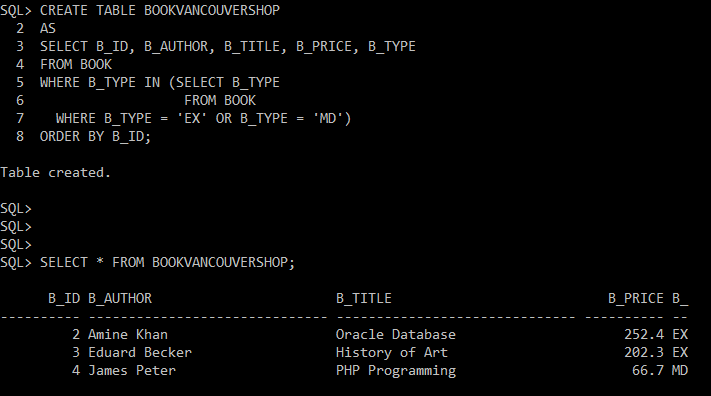 SQL> CREATE TABLE BOOKVANCOUVERSHOP
  2  AS
  3  SELECT B_ID, B_AUTHOR, B_TITLE, B_PRICE, B_TYPE
  4  FROM BOOK
  5  WHERE B_TYPE IN (SELECT B_TYPE
  6                    FROM BOOK
  7    WHERE B_TYPE = 'EX' OR B_TYPE = 'MD')
  8  ORDER BY B_ID;
Table created.
SQL>
SQL>
SQL>
SQL> SELECT * FROM BOOKVANCOUVERSHOP;
      B_ID B_AUTHOR                       B_TITLE                           B_PRICE B_
---------- ------------------------------ ----------------------------- ---------- --
         2 Amine Khan                     Oracle Database                     252.4 EX
         3 Eduard Becker                  History of Art                      202.3 EX
         4 James Peter                    PHP Programming                      66.7 MD